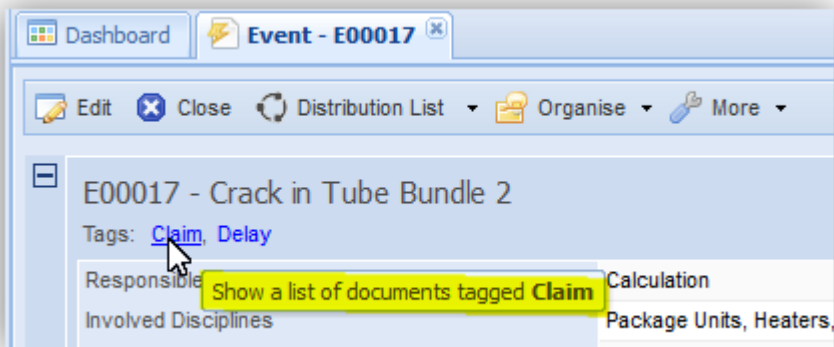 Dashboard Event - E00017
Edit Close Distribution List Organise More
E00017 - Crack in Tube Bundle 2
Tags: Claim, Delay
Responsible Calculation
Show a list of documents tagged Claim
Involved Disciplines Package Units, Heaters,